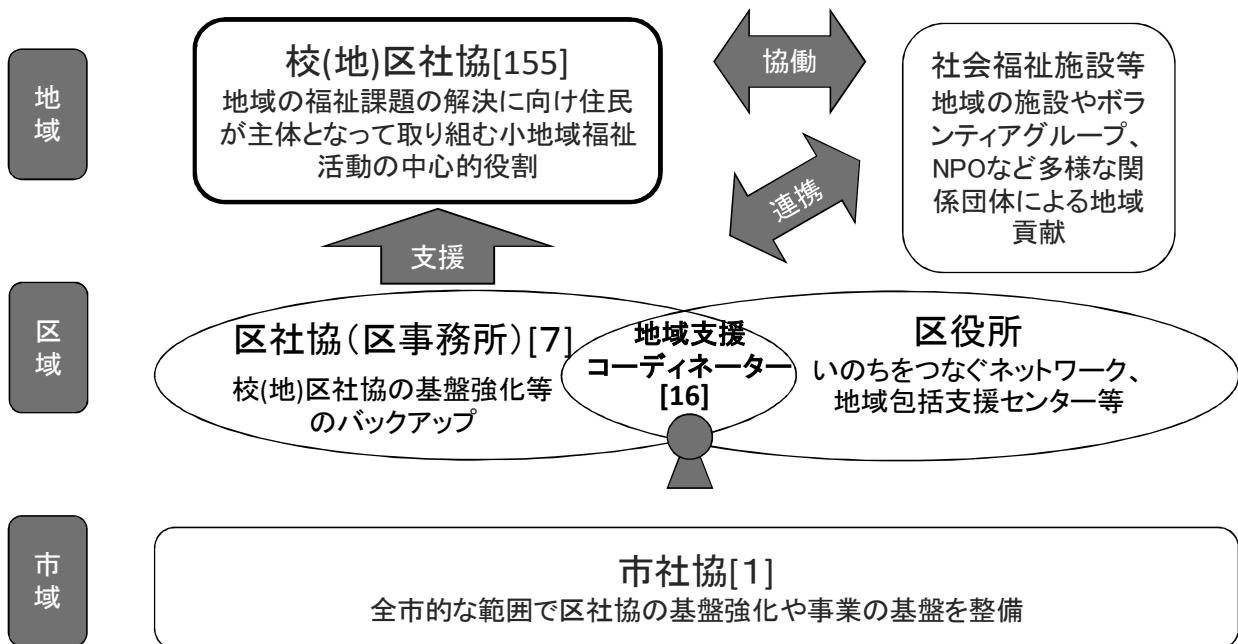 地域
校(地)区社協[155]
地域の福祉課題の解決に向け住民
が主体となって取り組む小地域福祉
活動の中心的役割
協働
連携
社会福祉施設等
地域の施設やボラ
ンティアグループ、
NPOなど多様な関
係団体による地域
貢献
支援
区域
区社協(区事務所)[7]
校(地)区社協の基盤強化等
のバックアップ
地域支援
コーディネーター
[16]
区役所
いのちをつなぐネットワーク、
地域包括支援センター等
市域
市社協[1]
全市的な範囲で区社協の基盤強化や事業の基盤を整備